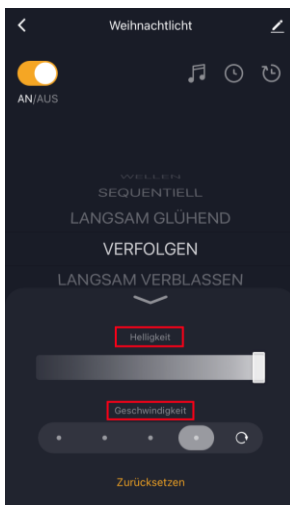 Weihnachtlicht
AN/AUS
WELLEN
SEQUENTIELL
LANGSAM GLÜHEND
VERFOLGEN
LANGSAM VERBLASSEN
Helligkeit
Geschwindigkeit
Zurücksetzen